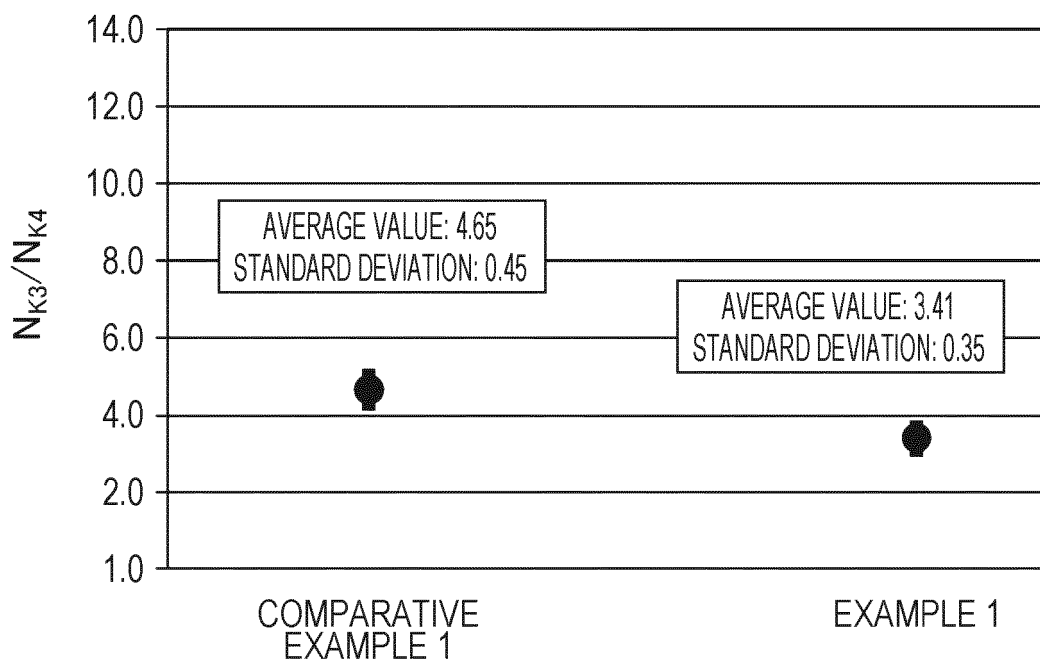 14.0
12.0
10.0
8.0
6.0
4.0
2.0
1.0
NK3/NK4
AVERAGE VALUE: 4.65
STANDARD DEVIATION: 0.45
AVERAGE VALUE: 3.41
STANDARD DEVIATION: 0.35
COMPARATIVE
EXAMPLE 1
EXAMPLE 1